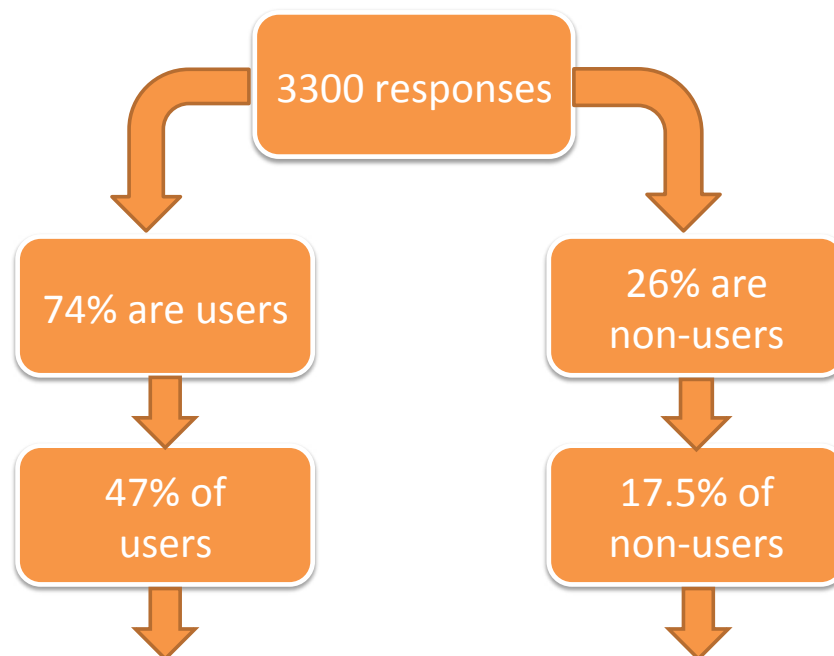 3300 responses
74% are users
26% are
non-users
47% of
users
17.5% of
non-users